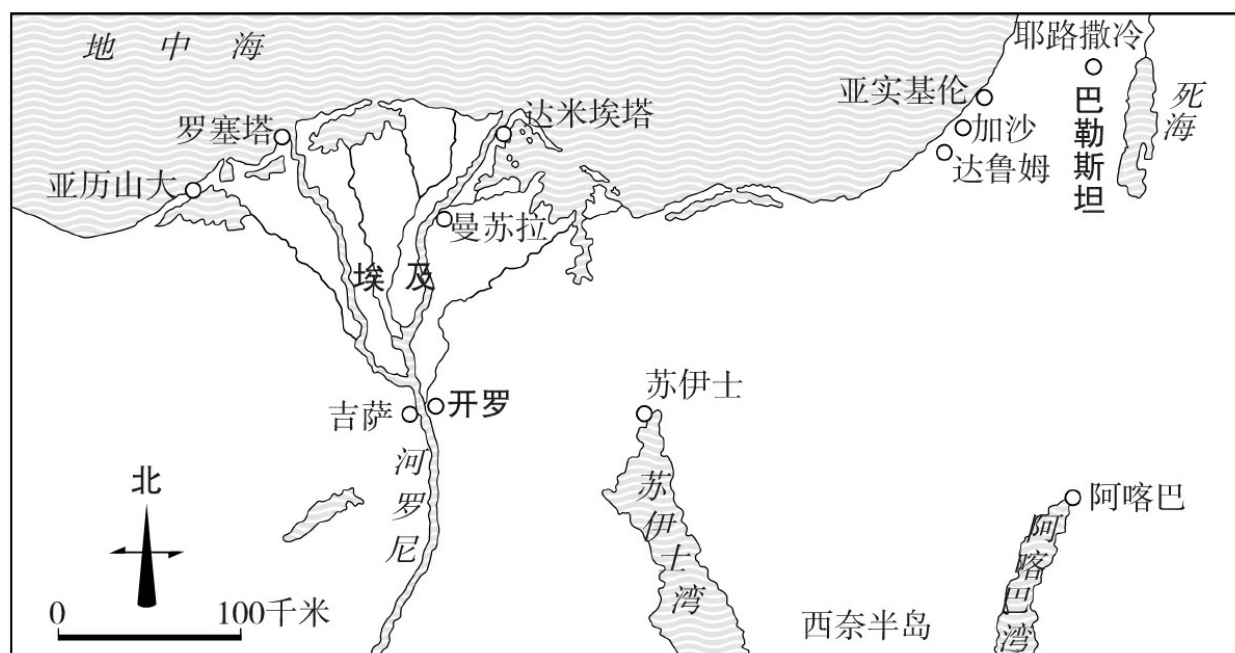 地中海
耶路撒冷
亚实基伦
巴勒斯坦
死海
达米埃塔
罗塞塔
加沙
达鲁姆
亚历山大
曼苏拉
埃及
苏伊士
吉萨
开罗
河罗尼
苏伊士湾
北
阿喀巴
阿喀巴湾
0 100千米
西奈半岛